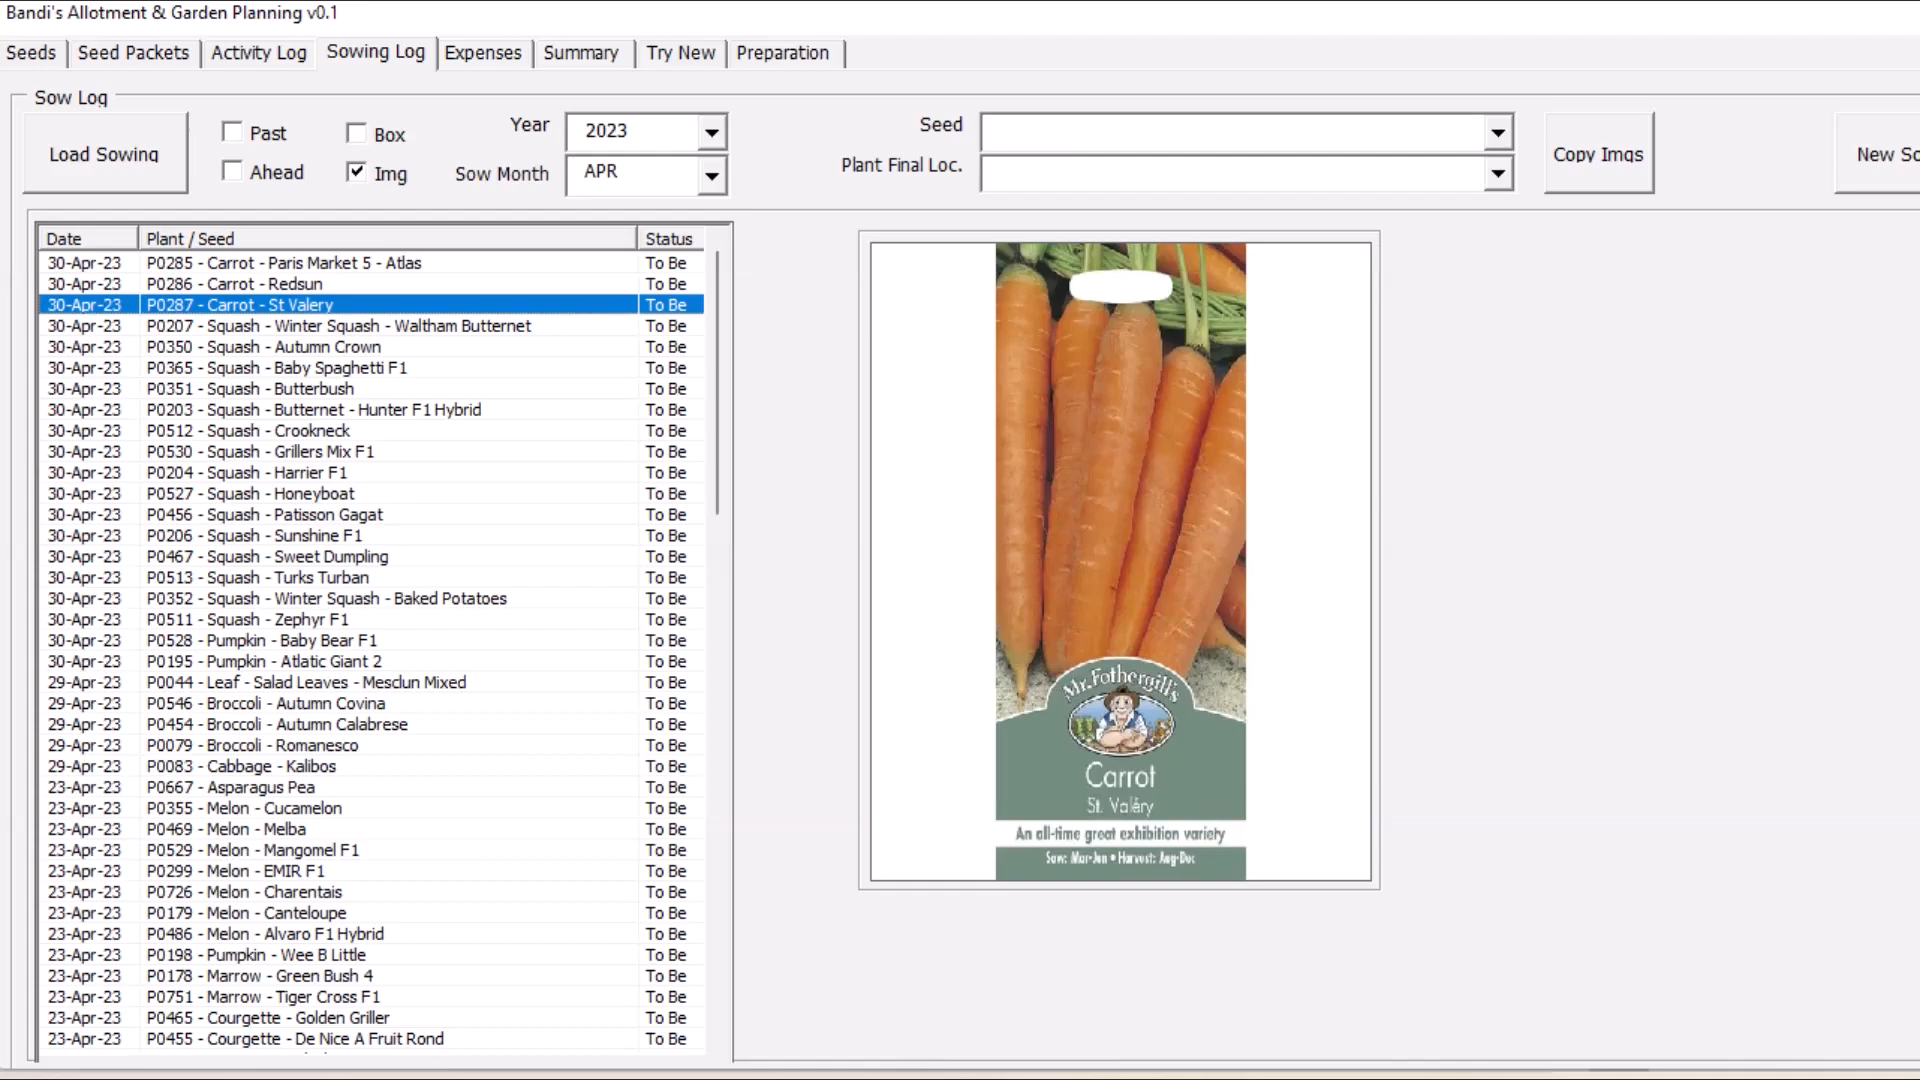 Bandi's Allotment & Garden Planning v0.1
Seeds Seed Packets Activity Log Sowing Log Expenses Summary Try New Preparation
Sow Log
Load Sowing
Past
Box
Year 2023
Seed
Copy Imgs
New So
Ahead
Img
Sow Month APR
Plant Final Loc.
Date Plant / Seed Status
30-Apr-23 P0285 - Carrot - Paris Market 5 - Atlas To Be
30-Apr-23 P0286 - Carrot - Redsun To Be
30-Apr-23 P0287 - Carrot - St Valery To Be
30-Apr-23 P0207 - Squash - Winter Squash - Waltham Butternet To Be
30-Apr-23 P0350 - Squash - Autumn Crown To Be
30-Apr-23 P0365 - Squash - Baby Spaghetti F1 To Be
30-Apr-23 P0351 - Squash - Butterbush To Be
30-Apr-23 P0203 - Squash - Butternet - Hunter F1 Hybrid To Be
30-Apr-23 P0512 - Squash - Crookneck To Be
30-Apr-23 P0530 - Squash - Grillers Mix F1 To Be
30-Apr-23 P0204 - Squash - Harrier F1 To Be
30-Apr-23 P0527 - Squash - Honeyboat To Be
30-Apr-23 P0456 - Squash - Patisson Gagat To Be
30-Apr-23 P0206 - Squash - Sunshine F1 To Be
30-Apr-23 P0467 - Squash - Sweet Dumpling To Be
30-Apr-23 P0513 - Squash - Turks Turban To Be
30-Apr-23 P0352 - Squash - Winter Squash - Baked Potatoes To Be
30-Apr-23 P0511 - Squash - Zephyr F1 To Be
30-Apr-23 P0528 - Pumpkin - Baby Bear F1 To Be
30-Apr-23 P0195 - Pumpkin - Atlatic Giant 2 To Be
29-Apr-23 P0044 - Leaf - Salad Leaves - Mesclun Mixed To Be
29-Apr-23 P0546 - Broccoli - Autumn Covina To Be
29-Apr-23 P0454 - Broccoli - Autumn Calabrese To Be
29-Apr-23 P0079 - Broccoli - Romanesco To Be
29-Apr-23 P0083 - Cabbage - Kalibos To Be
23-Apr-23 P0667 - Asparagus Pea To Be
23-Apr-23 P0355 - Melon - Cucamelon To Be
23-Apr-23 P0469 - Melon - Melba To Be
23-Apr-23 P0529 - Melon - Mangomel F1 To Be
23-Apr-23 P0299 - Melon - EMIR F1 To Be
23-Apr-23 P0726 - Melon - Charentais To Be
23-Apr-23 P0179 - Melon - Canteloupe To Be
23-Apr-23 P0486 - Melon - Alvaro F1 Hybrid To Be
23-Apr-23 P0198 - Pumpkin - Wee B Little To Be
23-Apr-23 P0178 - Marrow - Green Bush 4 To Be
23-Apr-23 P0751 - Marrow - Tiger Cross F1 To Be
23-Apr-23 P0465 - Courgette - Golden Griller To Be
23-Apr-23 P0455 - Courgette - De Nice A Fruit Rond To Be
Mr. Fothergill's
Carrot
St. Valéry
An all-time great exhibition variety
Sow: Mar-Jun • Harvest: Aug-Dec